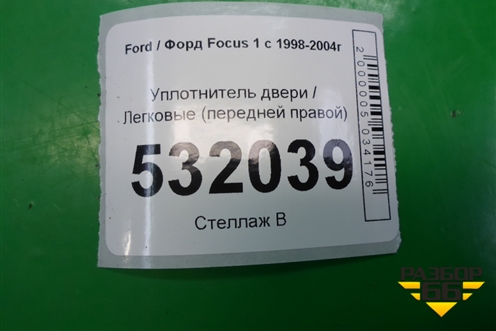 Ford / Форд Focus 1 с 1998-2004г
Уплотнитель двери /
Легковые (передней правой)
532039
Стеллаж В
2000005034176
РАЗБОР
66